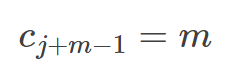 c_{j+m-1} = m